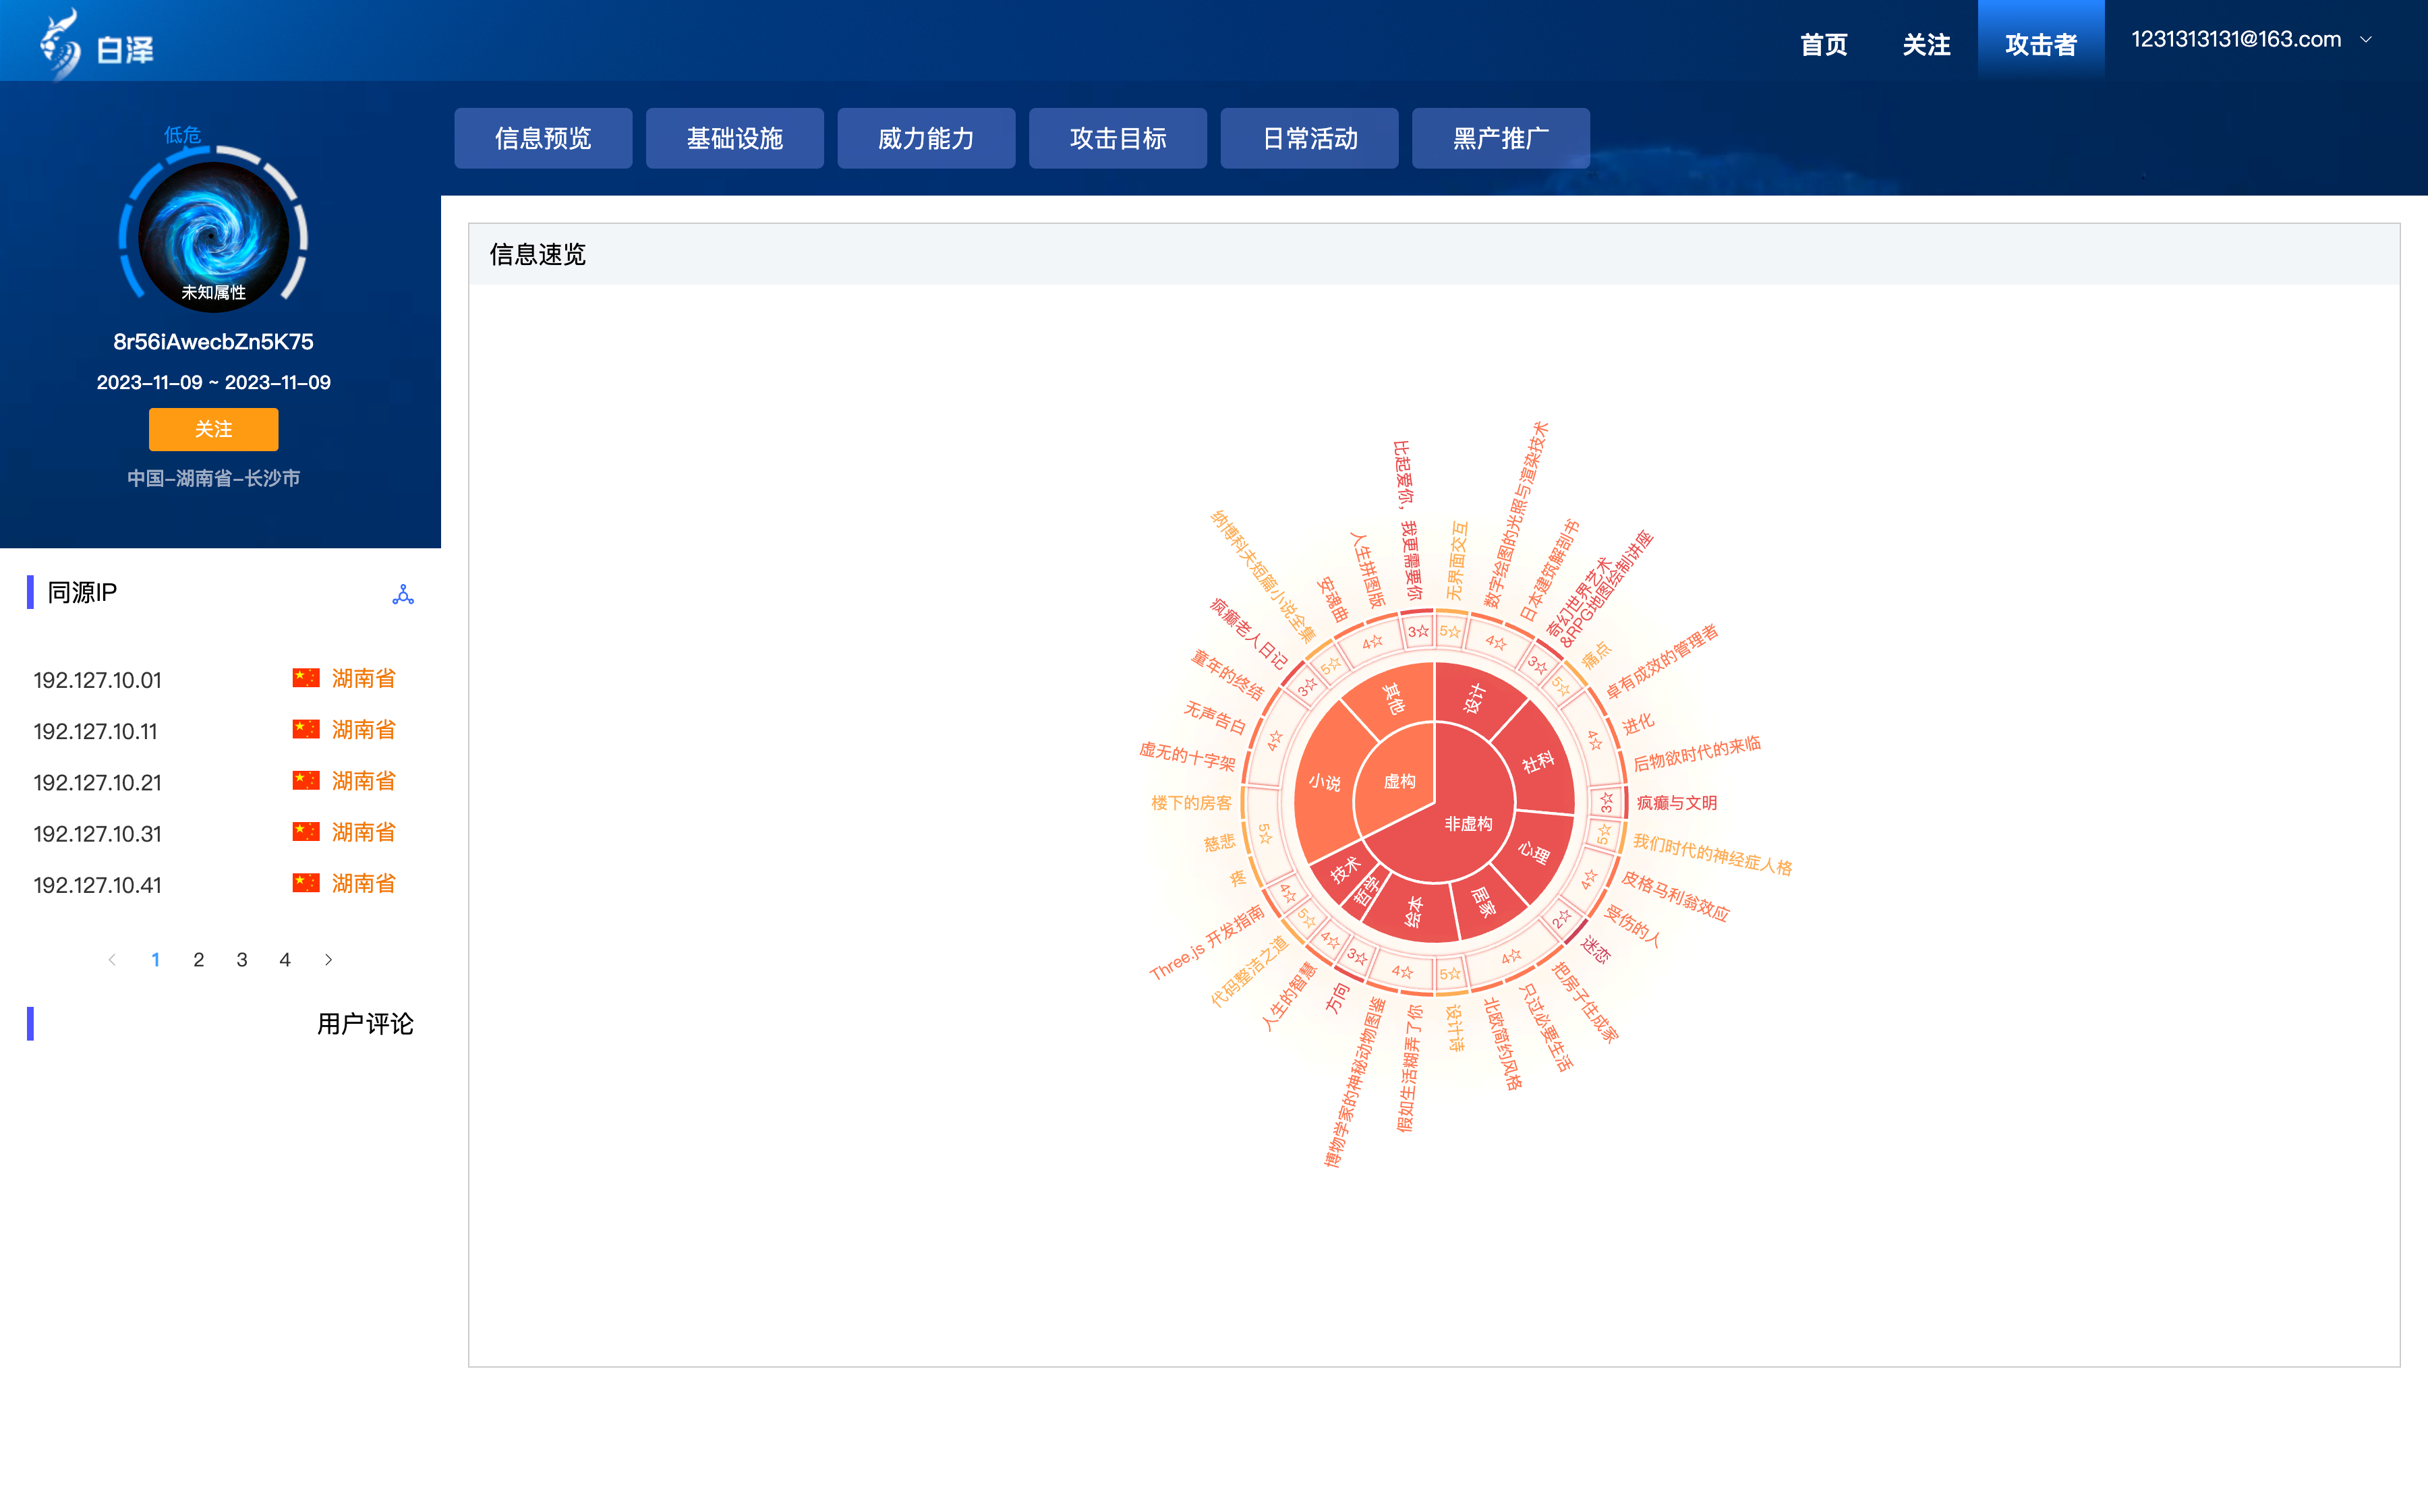 白泽
首页
关注
攻击者
1231313131@163.com
信息预览
基础设施
威力能力
攻击目标
日常活动
黑产推广
低危
未知属性
8r56iAwecbZn5K75
2023-11-09 ~ 2023-11-09
关注
中国-湖南省-长沙市
同源IP
192.127.10.01 湖南省
192.127.10.11 湖南省
192.127.10.21 湖南省
192.127.10.31 湖南省
192.127.10.41 湖南省
1 2 3 4
用户评论
信息速览
虚构
非虚构
设计
社科
心理
居家
绘本
哲学
技术
小说
其他
5☆
4☆
3☆
5☆
4☆
3☆
5☆
4☆
2☆
4☆
5☆
4☆
3☆
4☆
5☆
4☆
5☆
4☆
3☆
5☆
4☆
3☆
无界面交互
数字绘图的光照与渲染技术
日本建筑解剖书
奇幻世界艺术
&RPG地图绘制讲座
痛点
卓有成效的管理者
进化
后物欲时代的来临
疯癫与文明
我们时代的神经症人格
皮格马利翁效应
受伤的人
迷恋
把房子住成家
只过必要生活
北欧简约风格
设计诗
假如生活糊弄了你
博物学家的神秘动物图鉴
方向
人生的智慧
代码整洁之道
Three.js 开发指南
疼
慈悲
楼下的房客
虚无的十字架
无声告白
童年的终结
疯癫老人日记
纳博科夫短篇小说全集
安魂曲
人生拼图版
比起爱你，我更需要你